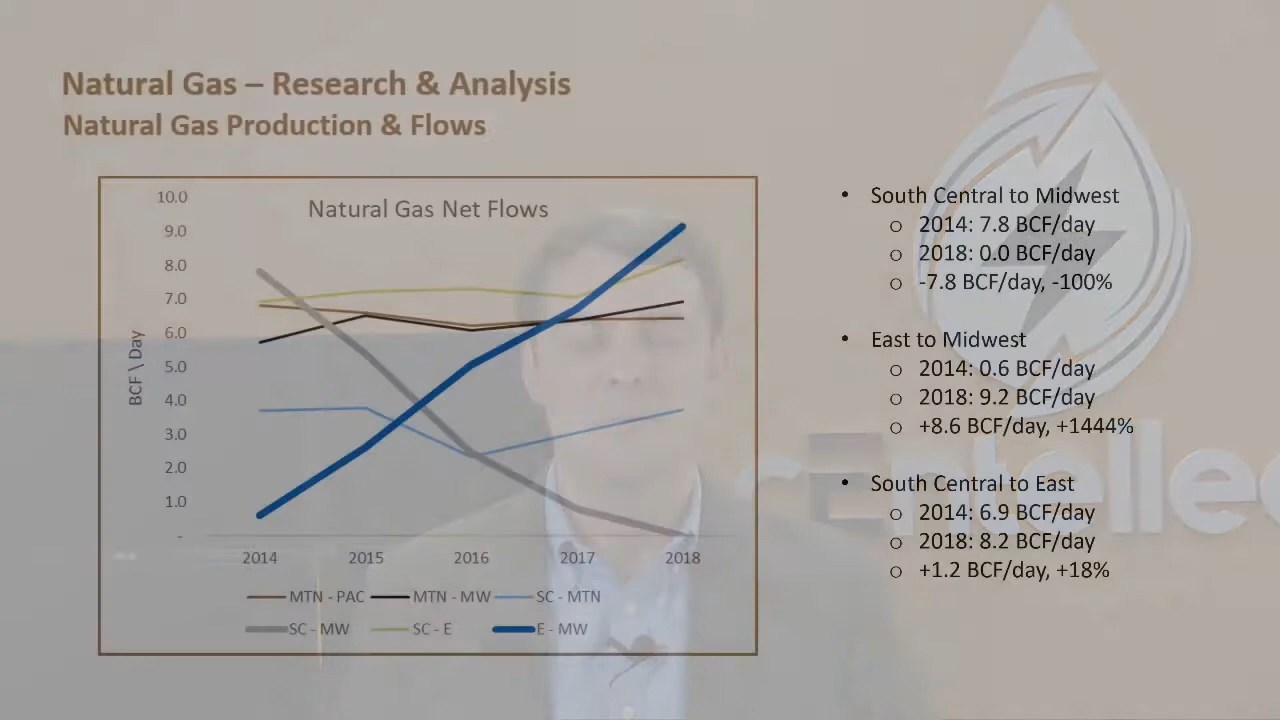 Natural Gas – Research & Analysis
Natural Gas Production & Flows
Natural Gas Net Flows
10.0
9.0
8.0
7.0
6.0
5.0
4.0
3.0
2.0
1.0
-
BCF \ Day
2014 2015 2016 2017 2018
MTN - PAC MTN - MW SC - MTN
SC - MW SC - E E - MW
• South Central to Midwest
o 2014: 7.8 BCF/day
o 2018: 0.0 BCF/day
o -7.8 BCF/day, -100%
• East to Midwest
o 2014: 0.6 BCF/day
o 2018: 9.2 BCF/day
o +8.6 BCF/day, +1444%
• South Central to East
o 2014: 6.9 BCF/day
o 2018: 8.2 BCF/day
o +1.2 BCF/day, +18%